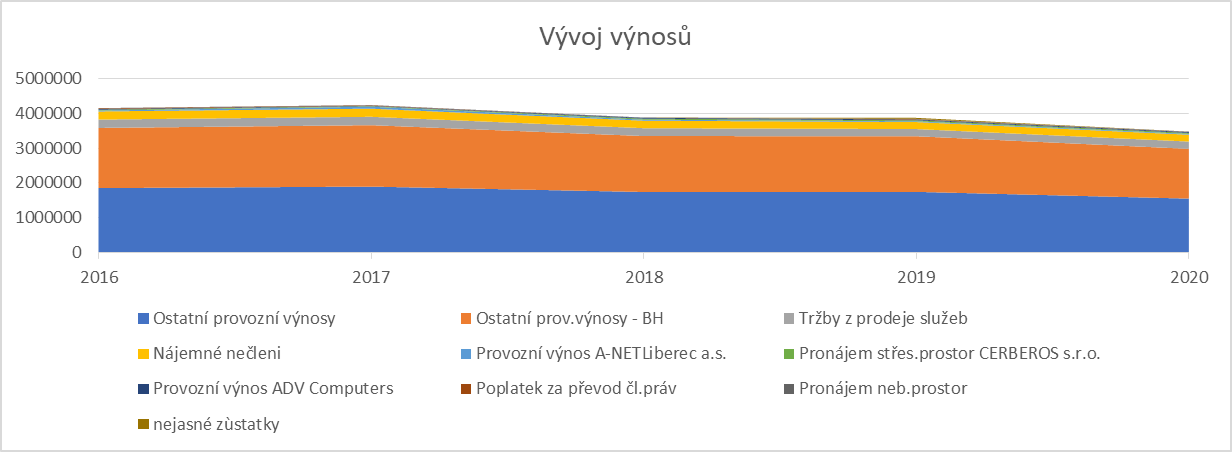 Vývoj výnosů
5000000
4000000
3000000
2000000
1000000
0
2016 2017 2018 2019 2020
Ostatní provozní výnosy Ostatní prov.výnosy - BH Tržby z prodeje služeb
Nájemné nečleni Provozní výnos A-NETLiberec a.s. Pronájem střes.prostor CERBEROS s.r.o.
Provozní výnos ADV Computers Poplatek za převod čl.práv Pronájem neb.prostor
nejasné zùstatky